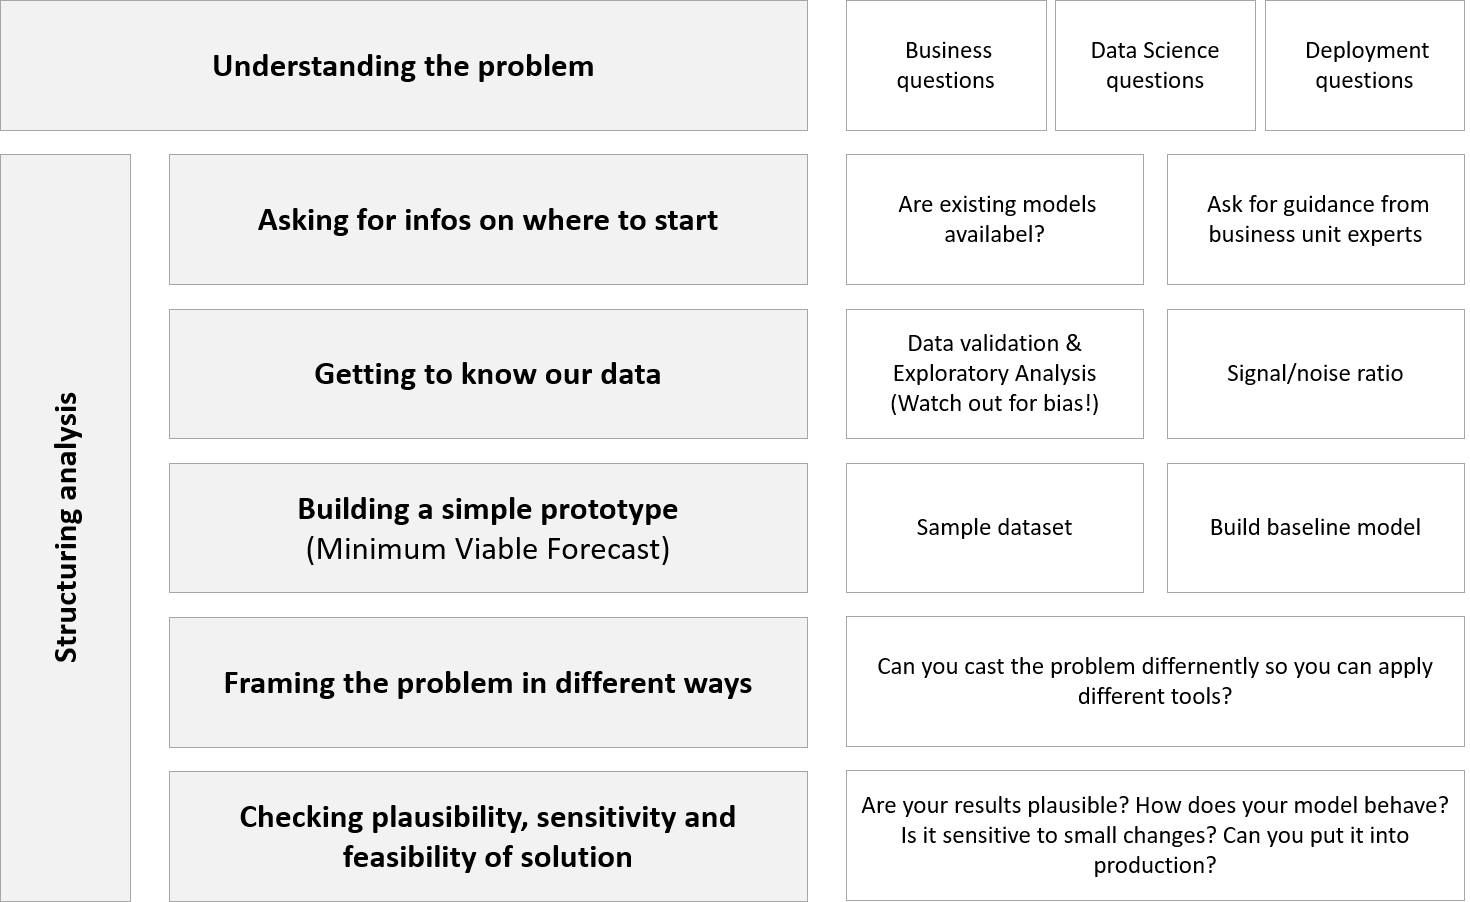 Understanding the problem
Business
questions
Data Science
questions
Deployment
questions
Structuring analysis
Asking for infos on where to start
Are existing models
availabel?
Ask for guidance from
business unit experts
Getting to know our data
Data validation &
Exploratory Analysis
(Watch out for bias!)
Signal/noise ratio
Building a simple prototype
(Minimum Viable Forecast)
Sample dataset
Build baseline model
Framing the problem in different ways
Can you cast the problem differnently so you can apply
different tools?
Checking plausibility, sensitivity and
feasibility of solution
Are your results plausible? How does your model behave?
Is it sensitive to small changes? Can you put it into
production?